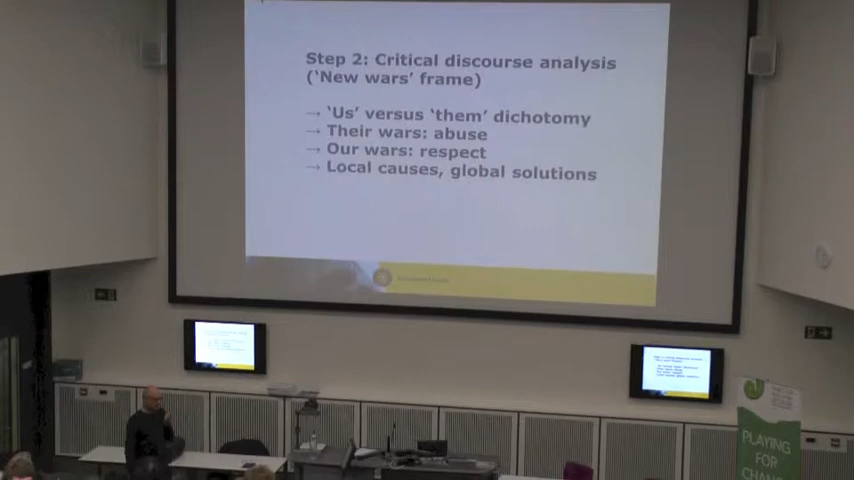 Step 2: Critical discourse analysis
(‘New wars’ frame)
→ ‘Us’ versus ‘them’ dichotomy
→ Their wars: abuse
→ Our wars: respect
→ Local causes, global solutions
PLAYING
FOR